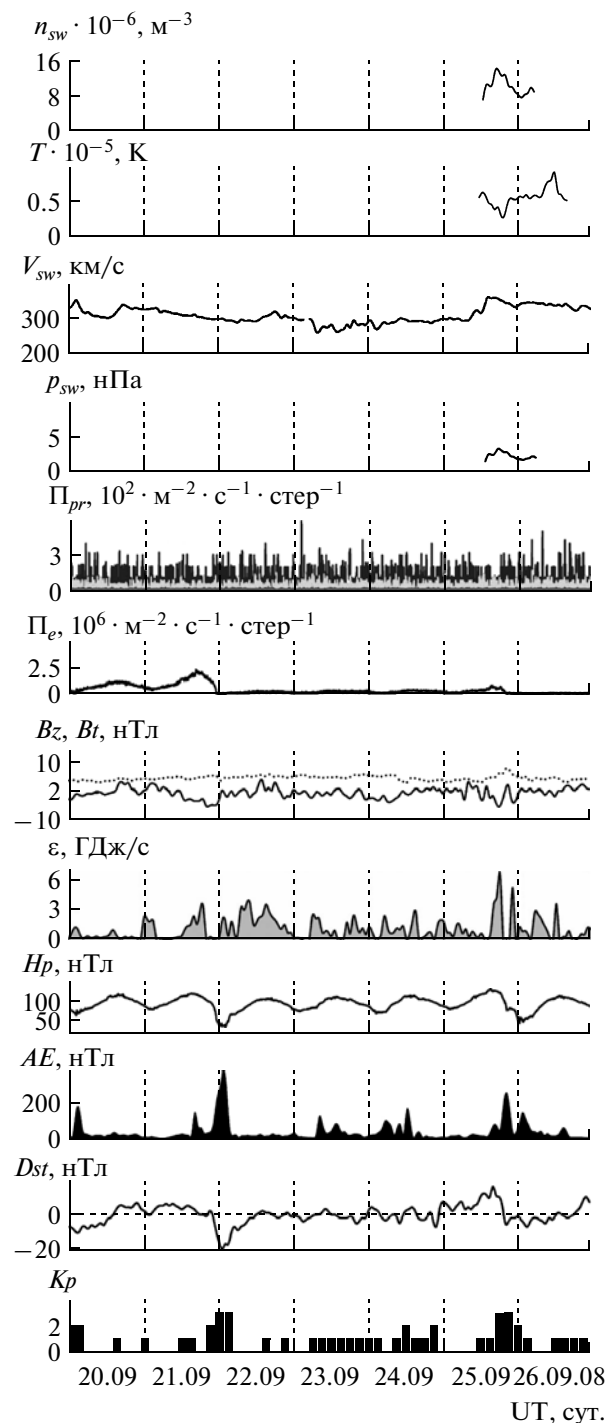 n_sw · 10⁻⁶, м⁻³
16
8
0
T · 10⁻⁵, K
0.5
0
V_sw, км/с
300
200
p_sw, нПа
5
0
П_pr, 10² · м⁻² · с⁻¹ · стер⁻¹
3
0
П_e, 10⁶ · м⁻² · с⁻¹ · стер⁻¹
2.5
0
Bz, Bt, нТл
10
2
−10
ε, ГДж/с
6
3
0
Hp, нТл
100
50
AE, нТл
200
0
Dst, нТл
0
−20
Kp
2
0
20.09 21.09 22.09 23.09 24.09 25.09 26.09.08
UT, сут.